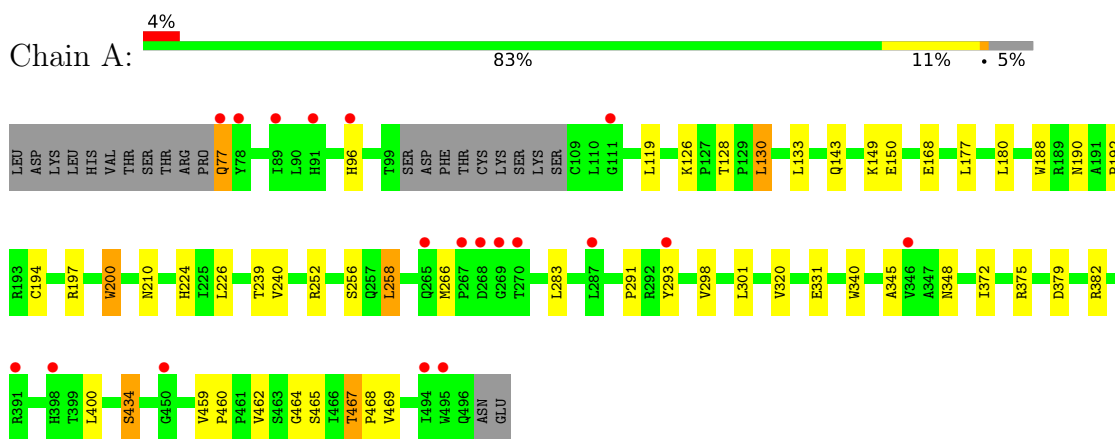 4%
Chain A:
83% 11% • 5%
LEU ASP LYS LEU HIS VAL THR SER THR ARG PRO Q77 Y78 I89 L90 H91 H96 T99 SER ASP PHE THR CYS LYS SER LYS SER C109 L110 G111 L119 K126 P127 T128 P129 L130 L133 Q143 K149 E150 E168 L177 L180 W188 R189 N190 A191
R193 C194 R197 W200 N210 H224 I225 L226 T239 V240 R252 S256 Q257 L258 Q265 M266 P267 D268 G269 T270 L283 L287 P291 R292 Y293 V298 L301 V320 E331 W340 A345 V346 A347 N348 I372 R375 D379 R382
R391 H398 T399 L400 S434 G450 V459 P460 P461 V462 S463 G464 S465 I466 T467 P468 V469 I494 W495 Q496 ASN GLU